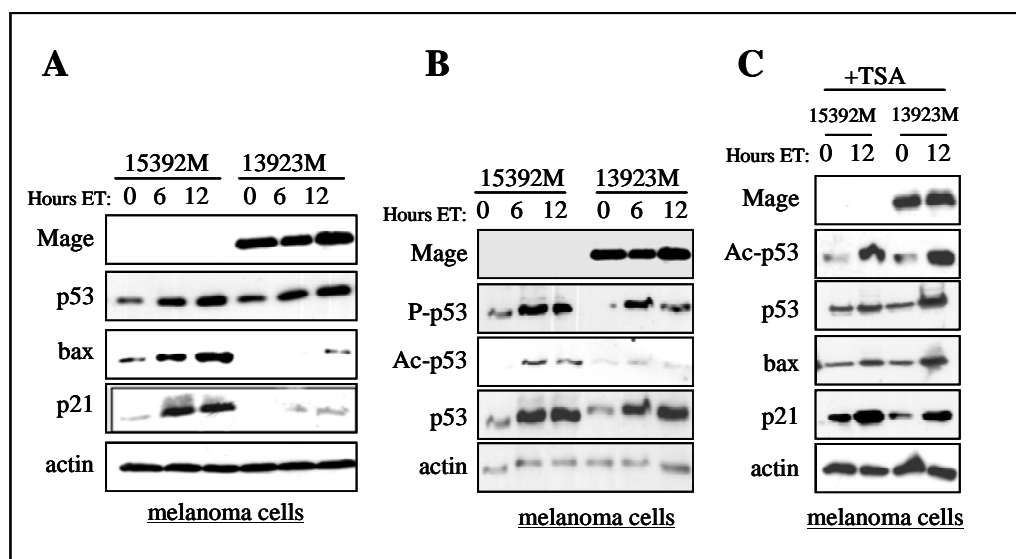 A
15392M 13923M
Hours ET: 0 6 12 0 6 12
Mage
p53
bax
p21
actin
melanoma cells
B
15392M 13923M
Hours ET: 0 6 12 0 6 12
Mage
P-p53
Ac-p53
p53
actin
melanoma cells
C
+TSA
15392M 13923M
Hours ET: 0 12 0 12
Mage
Ac-p53
p53
bax
p21
actin
melanoma cells